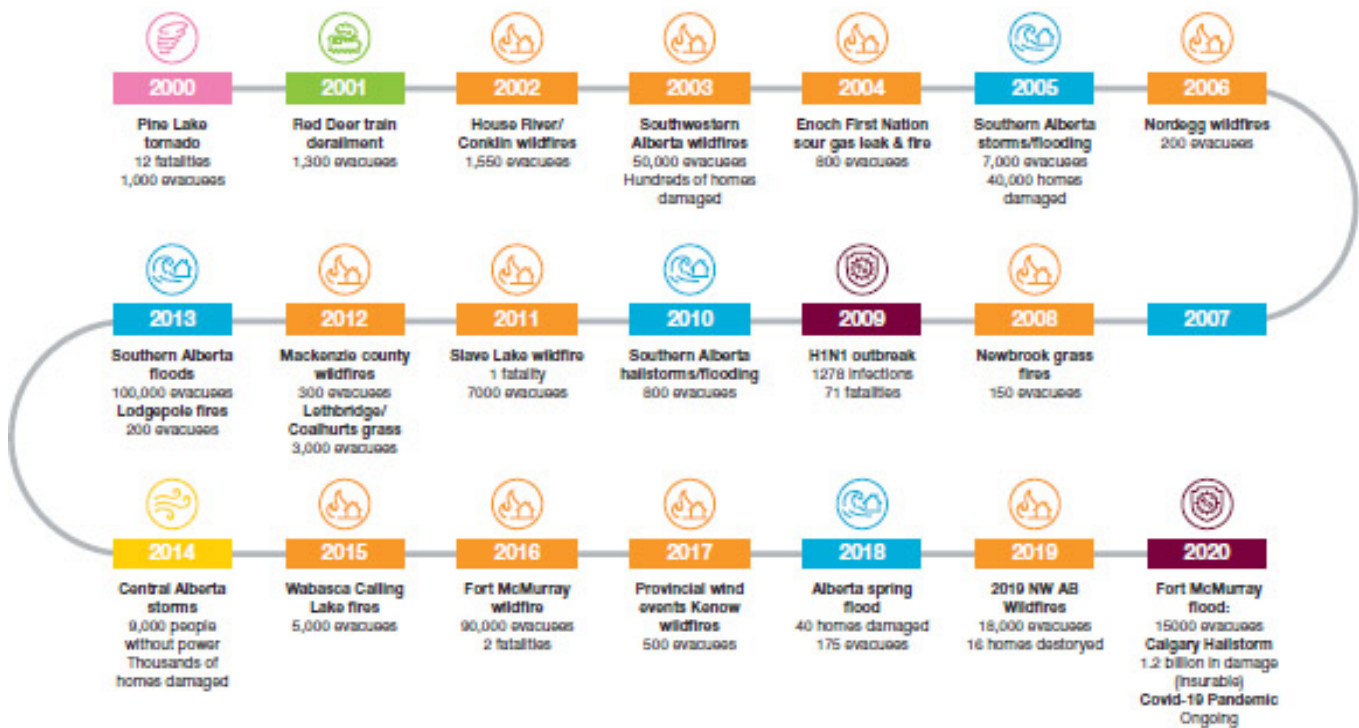 2000
Pine Lake
tornado
12 fatalities
1,000 evacuees
2001
Red Deer train
derailment
1,300 evacuees
2002
House River/
Conklin wildfires
1,550 evacuees
2003
Southwestern
Alberta wildfires
50,000 evacuees
Hundreds of homes
damaged
2004
Enoch First Nation
sour gas leak & fire
800 evacuees
2005
Southern Alberta
storms/flooding
7,000 evacuees
40,000 homes
damaged
2006
Nordegg wildfires
200 evacuees
2007
2008
Newbrook grass
fires
150 evacuees
2009
H1N1 outbreak
1278 infections
71 fatalities
2010
Southern Alberta
hailstorms/flooding
800 evacuees
2011
Slave Lake wildfire
1 fatality
7000 evacuees
2012
Mackenzie county
wildfires
300 evacuees
Lethbridge/
Coalhurts grass
3,000 evacuees
2013
Southern Alberta
floods
100,000 evacuees
Lodgepole fires
200 evacuees
2014
Central Alberta
storms
9,000 people
without power
Thousands of
homes damaged
2015
Wabasca Calling
Lake fires
5,000 evacuees
2016
Fort McMurray
wildfire
90,000 evacuees
2 fatalities
2017
Provincial wind
events Kenow
wildfires
500 evacuees
2018
Alberta spring
flood
40 homes damaged
175 evacuees
2019
2019 NW AB
Wildfires
18,000 evacuees
16 homes destoryed
2020
Fort McMurray
flood:
15000 evacuees
Calgary Hailstorm
1.2 billion in damage
(insurable)
Covid-19 Pandemic
Ongoing